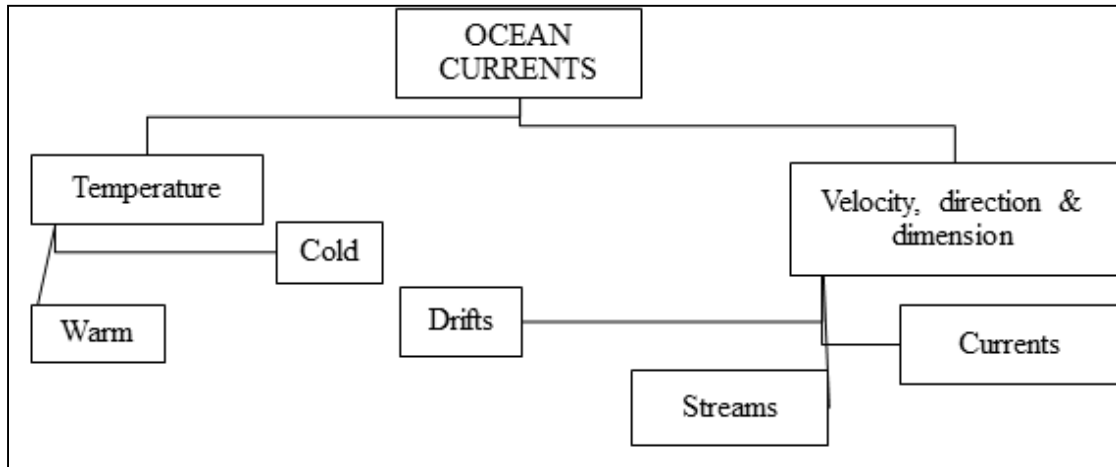 OCEAN
CURRENTS
Temperature
Velocity, direction &
dimension
Cold
Drifts
Warm
Currents
Streams